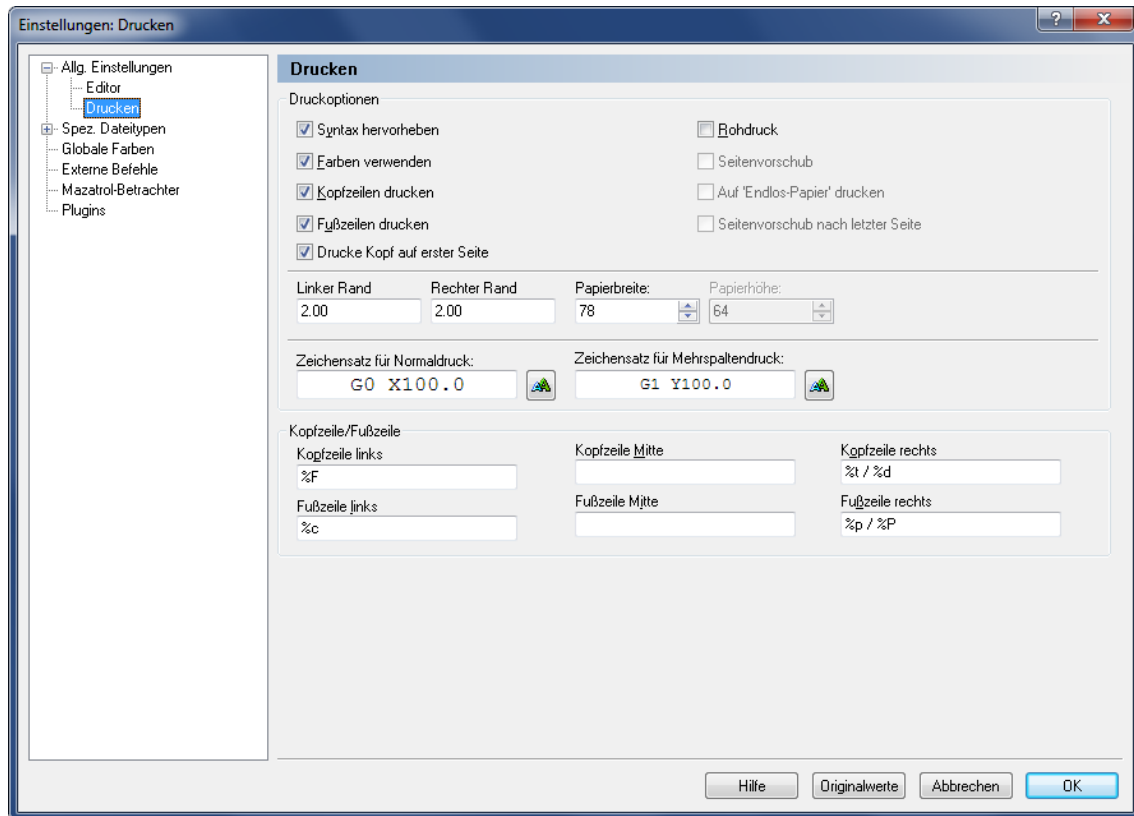 Einstellungen: Drucken
Allg. Einstellungen
Editor
Drucken
Spez. Dateitypen
Globale Farben
Externe Befehle
Mazatrol-Betrachter
Plugins
Drucken
Druckoptionen
Syntax hervorheben
Rohdruck
Farben verwenden
Seitenvorschub
Kopfzeilen drucken
Auf 'Endlos-Papier' drucken
Fußzeilen drucken
Seitenvorschub nach letzter Seite
Drucke Kopf auf erster Seite
Linker Rand Rechter Rand Papierbreite: Papierhöhe:
2.00 2.00 78 64
Zeichensatz für Normaldruck: Zeichensatz für Mehrspaltendruck:
G0 X100.0 G1 Y100.0
Kopfzeile/Fußzeile
Kopfzeile links Kopfzeile Mitte Kopfzeile rechts
%F %t / %d
Fußzeile links Fußzeile Mitte Fußzeile rechts
%c %p / %P
Hilfe Originalwerte Abbrechen OK